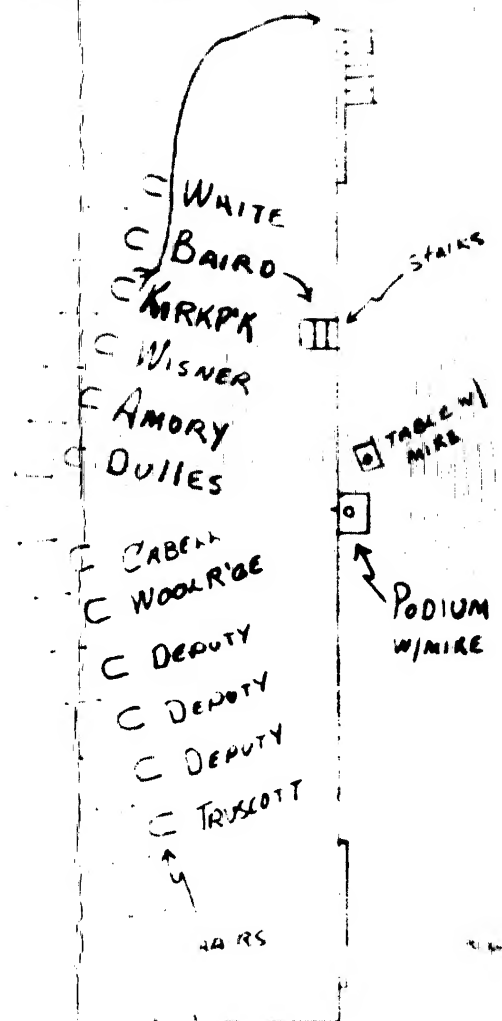 WHITE
BAIRD
STAIRS
KIRKP'K
WISNER
AMORY
TABLE W/
MIKE
DULLES
CABELL
WOOLR'GE
PODIUM
W/MIKE
DEPUTY
DEPUTY
DEPUTY
TRUSCOTT